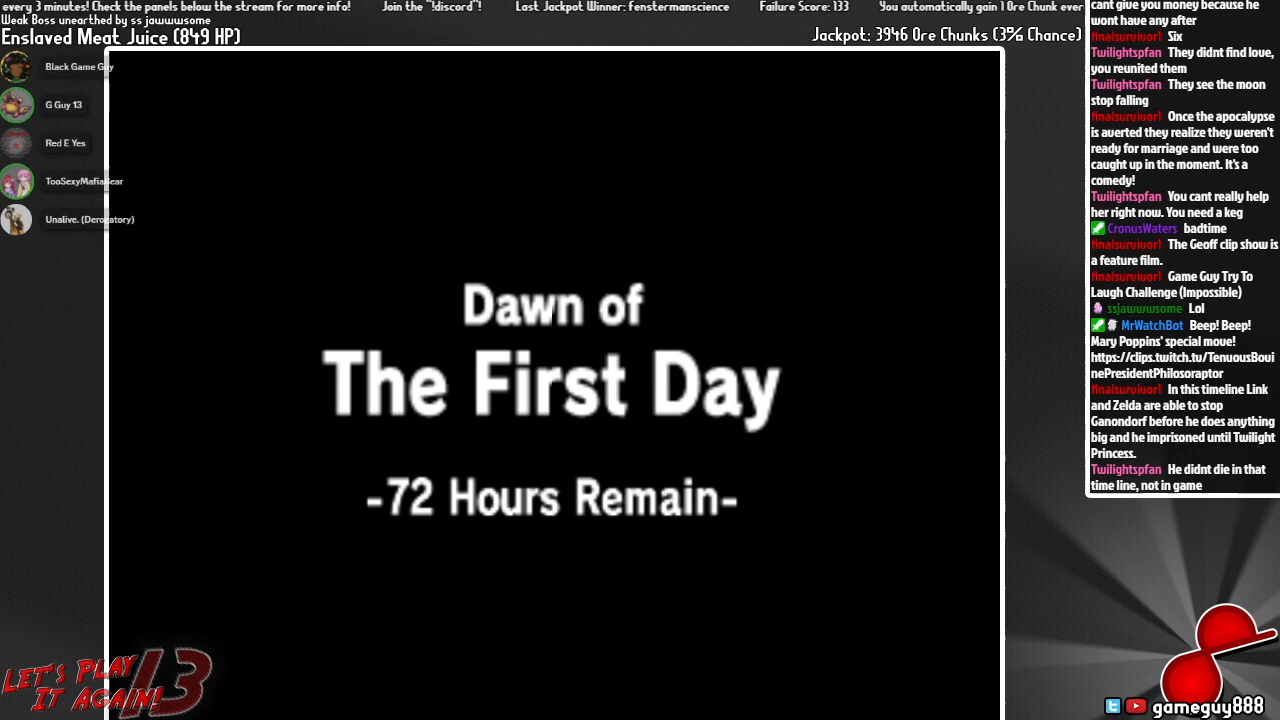 every 3 minutes! Check the panels below the stream for more info!
Join the "!discord"!
Last Jackpot Winner: fenstermanscience
Failure Score: 133
You automatically gain 1 Ore Chunk ever
Weak Boss unearthed by ss jawwwsome
Enslaved Meat Juice (849 HP)
Jackpot: 3946 Ore Chunks (3% Chance)
Black Game Guy
G Guy 13
Red E Yes
TooSexyMafiaBear
Unalive. (Derogatory)
Dawn of
The First Day
-72 Hours Remain-
cant give you money because he
wont have any after
finalsurvivor1 Six
Twilightspfan They didnt find love,
you reunited them
Twilightspfan They see the moon
stop falling
finalsurvivor1 Once the apocalypse
is averted they realize they weren't
ready for marriage and were too
caught up in the moment. It's a
comedy!
Twilightspfan You cant really help
her right now. You need a keg
CronusWaters badtime
finalsurvivor1 The Geoff clip show is
a feature film.
finalsurvivor1 Game Guy Try To
Laugh Challenge (Impossible)
ssjawwwsome Lol
MrWatchBot Beep! Beep!
Mary Poppins' special move!
https://clips.twitch.tv/TenuousBovi
nePresidentPhilosoraptor
finalsurvivor1 In this timeline Link
and Zelda are able to stop
Ganondorf before he does anything
big and he imprisoned until Twilight
Princess.
Twilightspfan He didnt die in that
time line, not in game
LET'S PLAY
IT AGAIN!
13
gameguy888